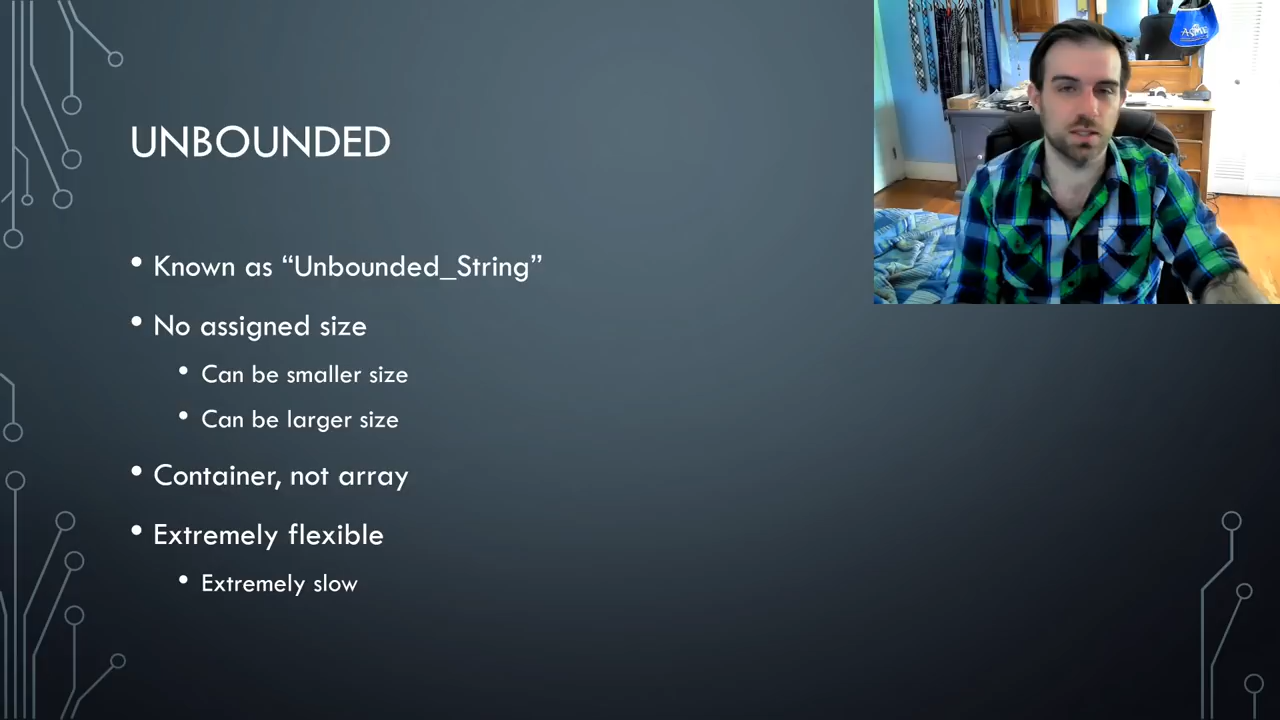 UNBOUNDED
• Known as “Unbounded_String”
• No assigned size
• Can be smaller size
• Can be larger size
• Container, not array
• Extremely flexible
• Extremely slow